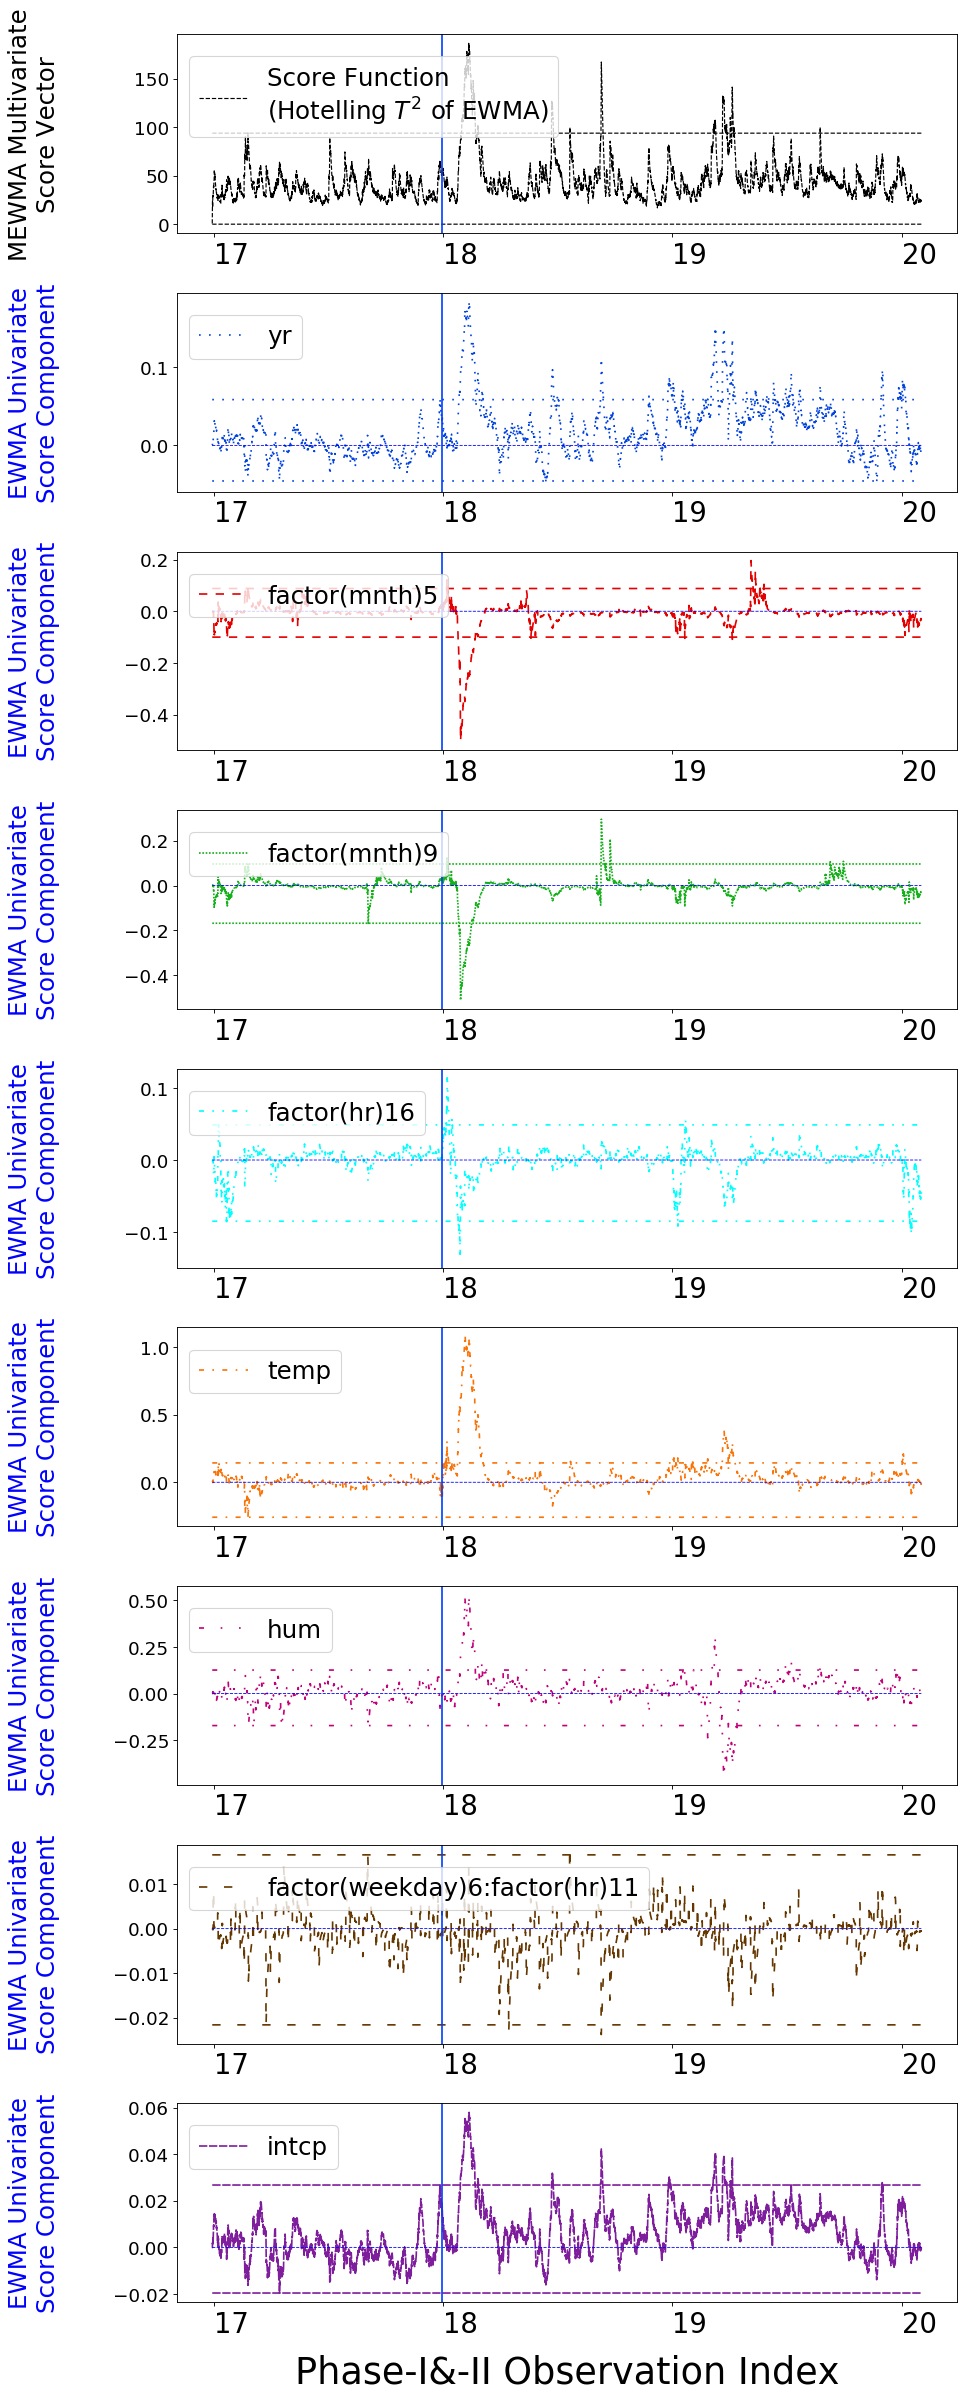 MEWMA Multivariate
Score Vector
150
100
50
0
Score Function
(Hotelling T² of EWMA)
17 18 19 20
EWMA Univariate
Score Component
0.1
0.0
yr
17 18 19 20
EWMA Univariate
Score Component
0.2
0.0
−0.2
−0.4
factor(mnth)5
17 18 19 20
EWMA Univariate
Score Component
0.2
0.0
−0.2
−0.4
factor(mnth)9
17 18 19 20
EWMA Univariate
Score Component
0.1
0.0
−0.1
factor(hr)16
17 18 19 20
EWMA Univariate
Score Component
1.0
0.5
0.0
temp
17 18 19 20
EWMA Univariate
Score Component
0.50
0.25
0.00
−0.25
hum
17 18 19 20
EWMA Univariate
Score Component
0.01
0.00
−0.01
−0.02
factor(weekday)6:factor(hr)11
17 18 19 20
EWMA Univariate
Score Component
0.06
0.04
0.02
0.00
−0.02
intcp
17 18 19 20
Phase-I&-II Observation Index